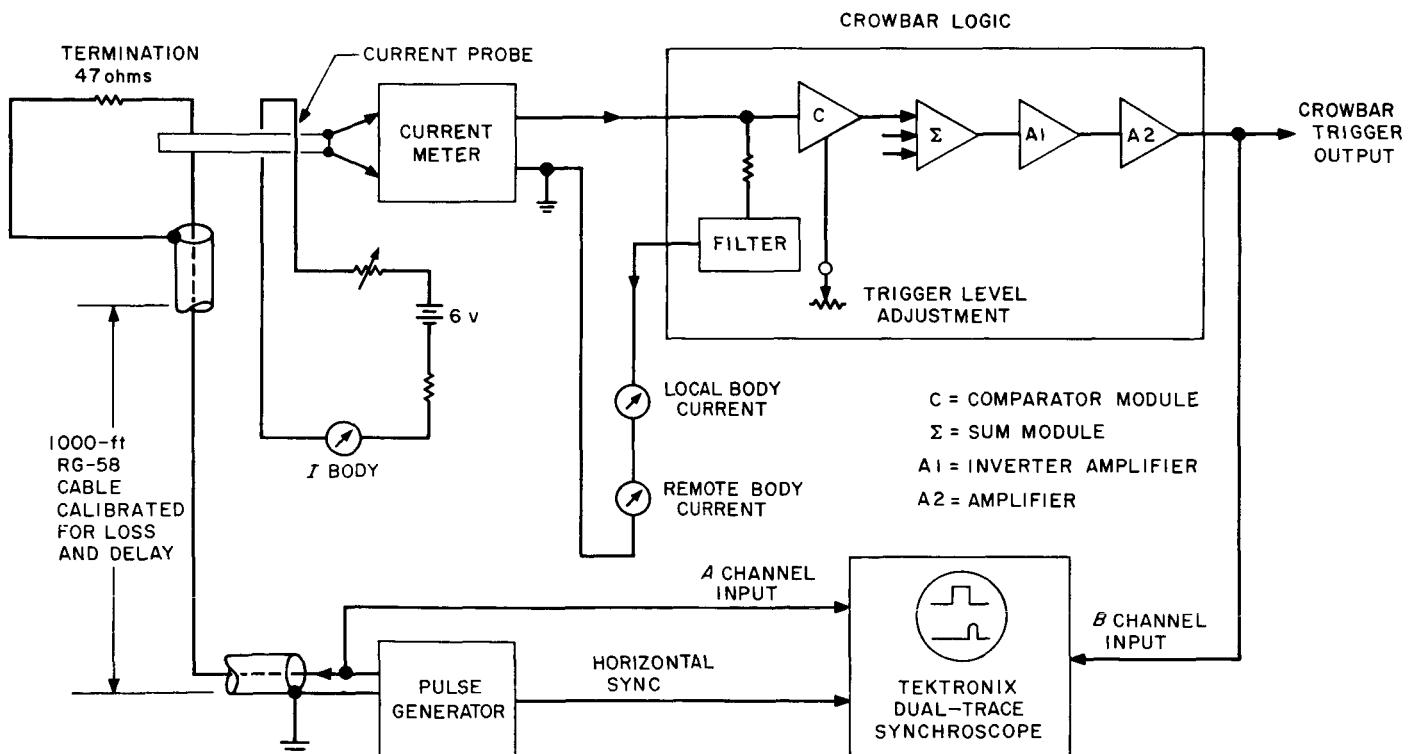 CROWBAR LOGIC
TERMINATION
47 ohms
CURRENT PROBE
CURRENT
METER
C
Σ
A1
A2
CROWBAR
TRIGGER
OUTPUT
FILTER
TRIGGER LEVEL
ADJUSTMENT
6 v
I BODY
LOCAL BODY
CURRENT
REMOTE BODY
CURRENT
C = COMPARATOR MODULE
Σ = SUM MODULE
A1 = INVERTER AMPLIFIER
A2 = AMPLIFIER
1000-ft
RG-58
CABLE
CALIBRATED
FOR LOSS
AND DELAY
A CHANNEL
INPUT
B CHANNEL
INPUT
HORIZONTAL
SYNC
PULSE
GENERATOR
TEKTRONIX
DUAL-TRACE
SYNCHROSCOPE